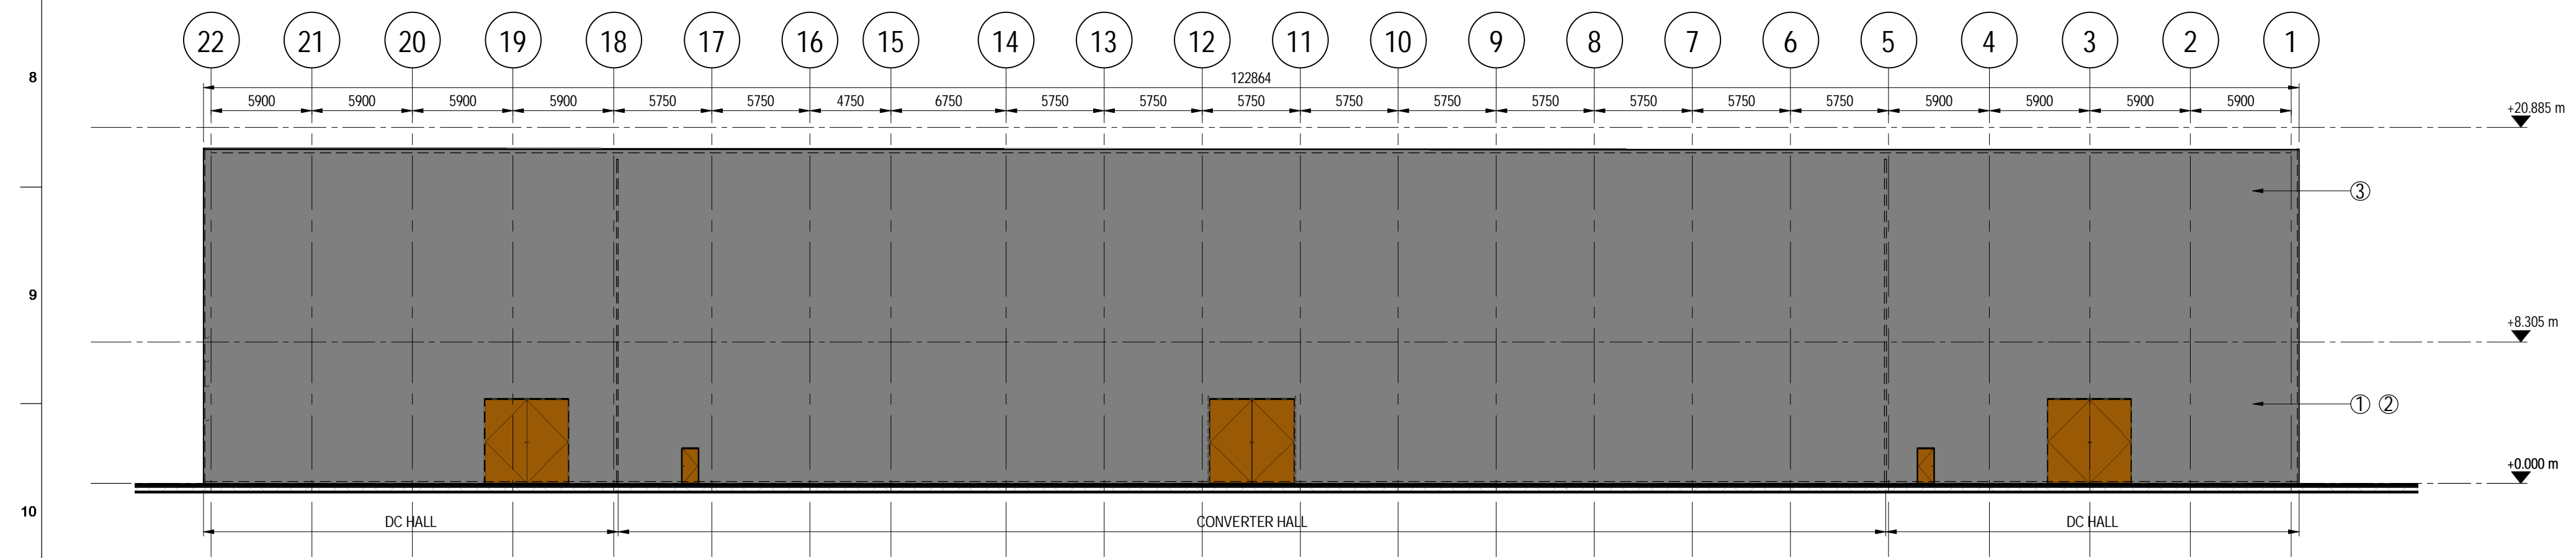 22 21 20 19 18 17 16 15 14 13 12 11 10 9 8 7 6 5 4 3 2 1
8
122864
5900 5900 5900 5900 5750 5750 4750 6750 5750 5750 5750 5750 5750 5750 5750 5750 5750 5900 5900 5900 5900
+20.885 m
3
9
+8.305 m
1 2
+0.000 m
10
DC HALL CONVERTER HALL DC HALL